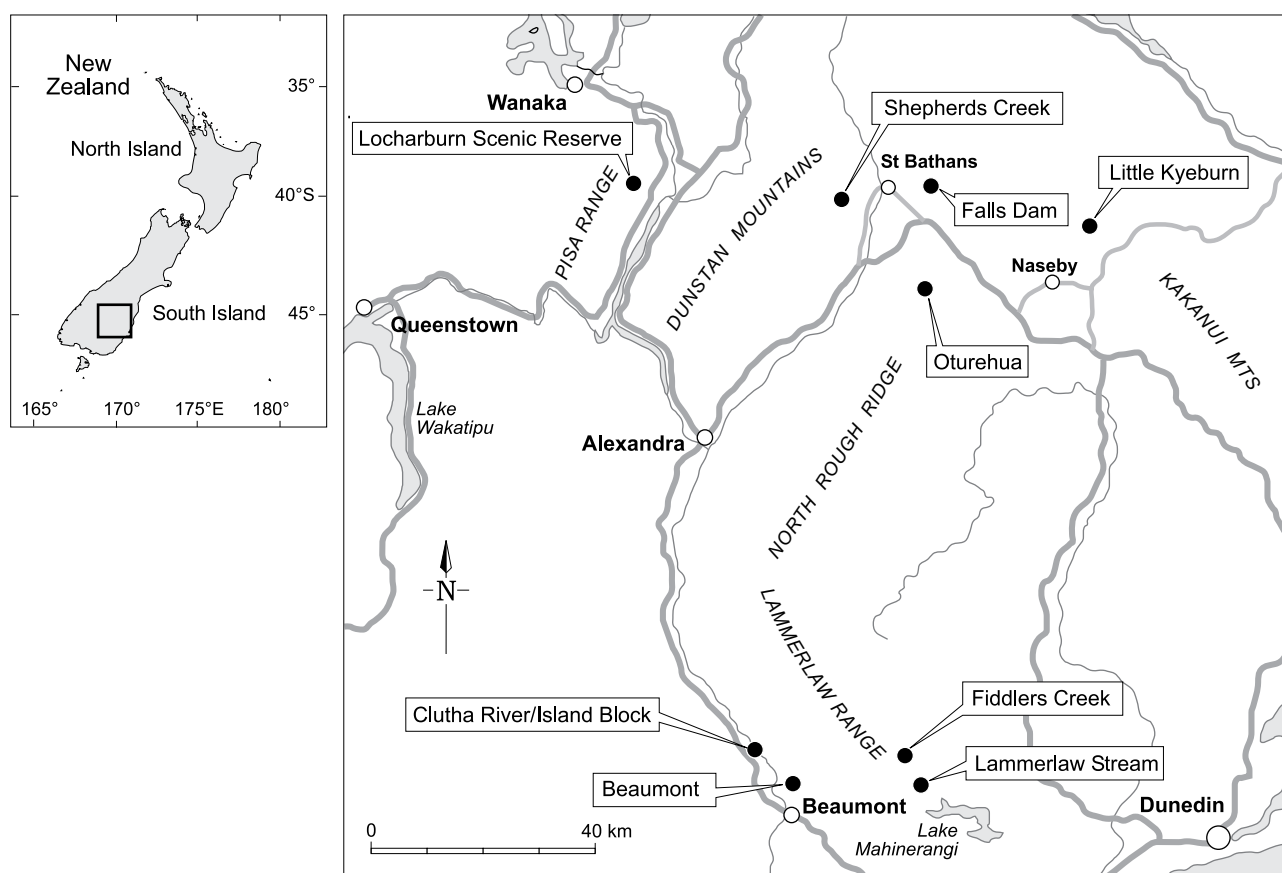 New
Zealand
North Island
South Island
35°
40°S
45°
165°
170°
175°E
180°
Wanaka
Locharburn Scenic Reserve
PISA RANGE
DUNSTAN MOUNTAINS
Shepherds Creek
St Bathans
Falls Dam
Little Kyeburn
Naseby
KAKANUI MTS
Queenstown
Lake
Wakatipu
Oturehua
Alexandra
NORTH ROUGH RIDGE
N
LAMMERLAW RANGE
Clutha River/Island Block
Fiddlers Creek
Lammerlaw Stream
Beaumont
Beaumont
Lake
Mahinerangi
Dunedin
0
40 km